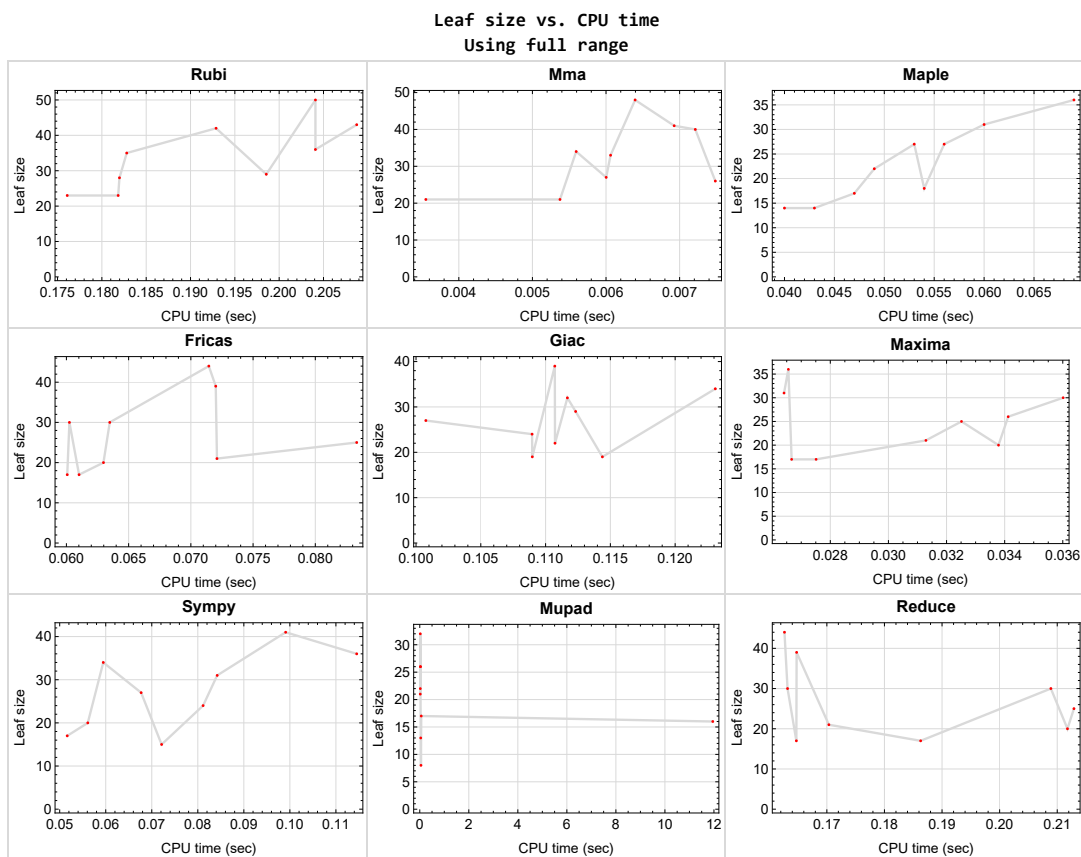 Leaf size vs. CPU time
Using full range
Rubi
50
40
30
20
10
0
Leaf size
0.175 0.180 0.185 0.190 0.195 0.200 0.205
CPU time (sec)
Mma
50
40
30
20
10
0
Leaf size
0.004 0.005 0.006 0.007
CPU time (sec)
Maple
35
30
25
20
15
10
5
0
Leaf size
0.040 0.045 0.050 0.055 0.060 0.065
CPU time (sec)
Fricas
40
30
20
10
0
Leaf size
0.060 0.065 0.070 0.075 0.080
CPU time (sec)
Giac
40
30
20
10
0
Leaf size
0.100 0.105 0.110 0.115 0.120
CPU time (sec)
Maxima
35
30
25
20
15
10
5
0
Leaf size
0.028 0.030 0.032 0.034 0.036
CPU time (sec)
Sympy
40
30
20
10
0
Leaf size
0.05 0.06 0.07 0.08 0.09 0.10 0.11
CPU time (sec)
Mupad
30
25
20
15
10
5
0
Leaf size
0 2 4 6 8 10 12
CPU time (sec)
Reduce
40
30
20
10
0
Leaf size
0.17 0.18 0.19 0.20 0.21
CPU time (sec)